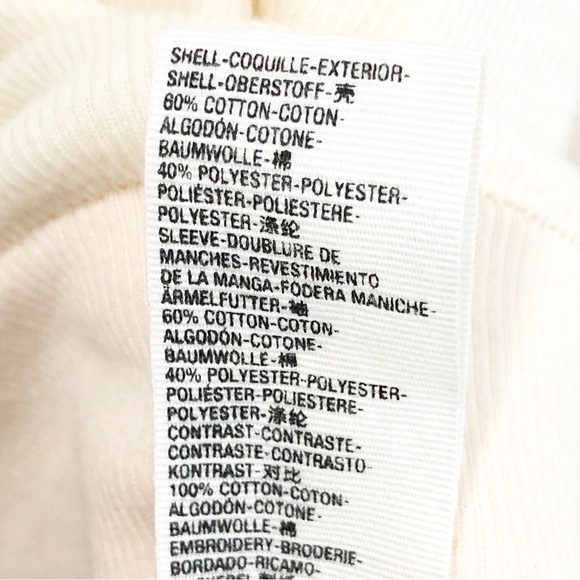 SHELL-COQUILLE-EXTERIOR-
SHELL-OBERSTOFF-壳
60% COTTON-COTON-
ALGODÓN-COTONE-
BAUMWOLLE-棉
40% POLYESTER-POLYESTER-
POLIÉSTER-POLIESTERE-
POLYESTER-涤纶
SLEEVE-DOUBLURE DE
MANCHES-REVESTIMIENTO
DE LA MANGA-FODERA MANICHE-
ÄRMELFUTTER-袖
60% COTTON-COTON-
ALGODÓN-COTONE-
BAUMWOLLE-棉
40% POLYESTER-POLYESTER-
POLIÉSTER-POLIESTERE-
POLYESTER-涤纶
CONTRAST-CONTRASTE-
CONTRASTE-CONTRASTO-
KONTRAST-对比
100% COTTON-COTON-
ALGODÓN-COTONE-
BAUMWOLLE-棉
EMBROIDERY-BRODERIE-
BORDADO-RICAMO-